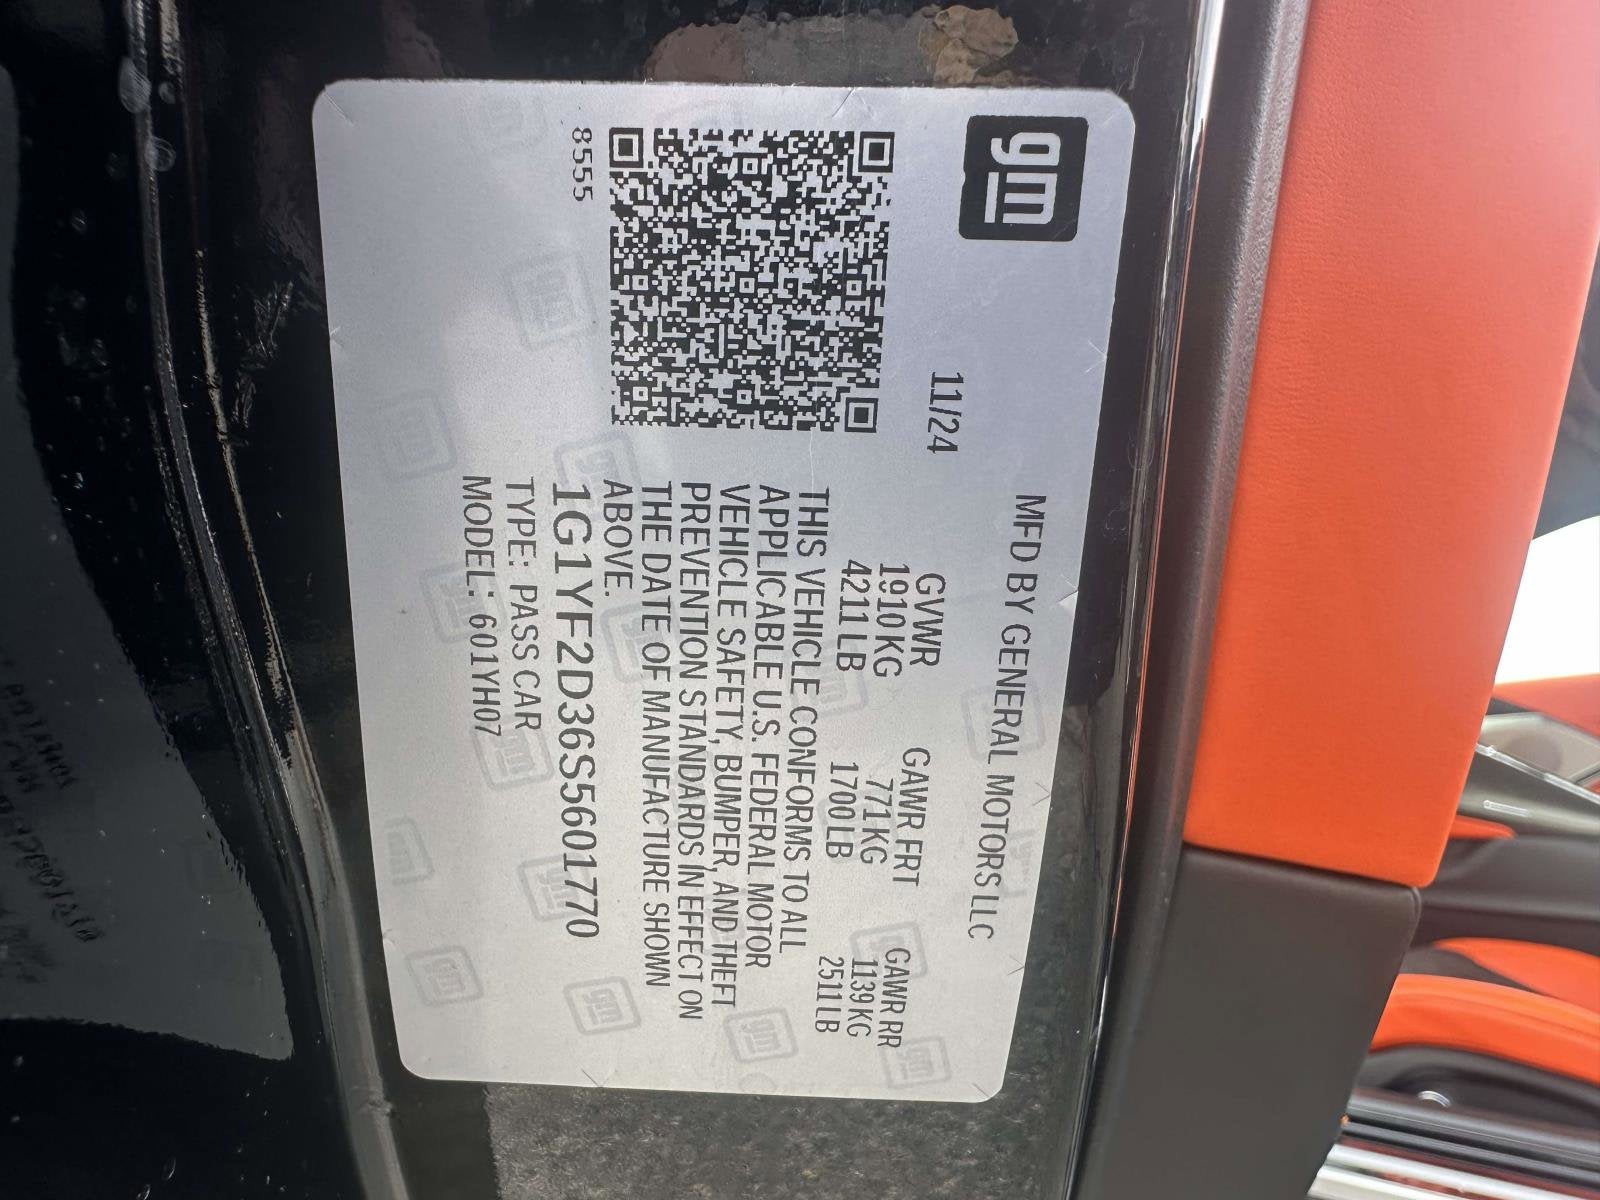 gm
MFD BY GENERAL MOTORS LLC
11/24
GVWR GAWR FRT GAWR RR
1910 KG 771 KG 1139 KG
4211 LB 1700 LB 2511 LB
THIS VEHICLE CONFORMS TO ALL
APPLICABLE U.S. FEDERAL MOTOR
VEHICLE SAFETY, BUMPER, AND THEFT
PREVENTION STANDARDS IN EFFECT ON
THE DATE OF MANUFACTURE SHOWN
ABOVE.
8555
1G1YF2D36S5601770
TYPE: PASS CAR
MODEL: 601YH07